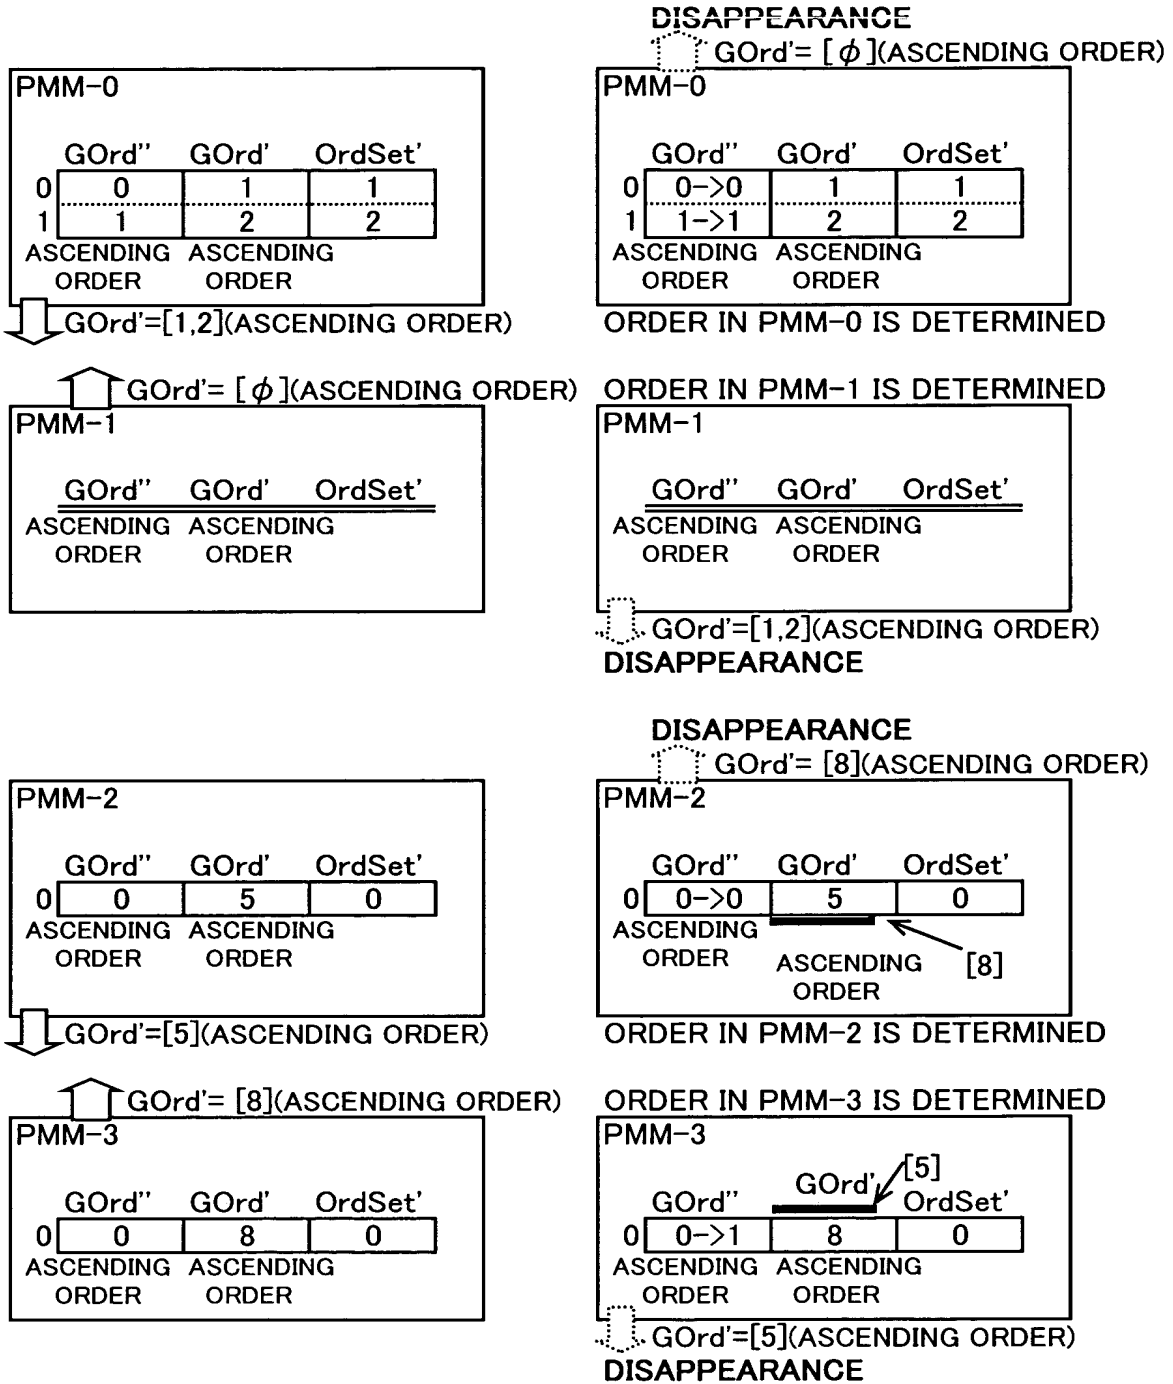 DISAPPEARANCE
GOrd'= [φ](ASCENDING ORDER)
PMM-0
GOrd'' GOrd' OrdSet'
0 0 1 1
1 1 2 2
ASCENDING ASCENDING
ORDER ORDER
GOrd'=[1,2](ASCENDING ORDER)
PMM-0
GOrd'' GOrd' OrdSet'
0 0->0 1 1
1 1->1 2 2
ASCENDING ASCENDING
ORDER ORDER
ORDER IN PMM-0 IS DETERMINED
GOrd'= [φ](ASCENDING ORDER)
PMM-1
GOrd'' GOrd' OrdSet'
ASCENDING ASCENDING
ORDER ORDER
ORDER IN PMM-1 IS DETERMINED
PMM-1
GOrd'' GOrd' OrdSet'
ASCENDING ASCENDING
ORDER ORDER
GOrd'=[1,2](ASCENDING ORDER)
DISAPPEARANCE
DISAPPEARANCE
GOrd'= [8](ASCENDING ORDER)
PMM-2
GOrd'' GOrd' OrdSet'
0 0 5 0
ASCENDING ASCENDING
ORDER ORDER
GOrd'=[5](ASCENDING ORDER)
PMM-2
GOrd'' GOrd' OrdSet'
0 0->0 5 0
ASCENDING
ORDER
[8]
ASCENDING
ORDER
ORDER IN PMM-2 IS DETERMINED
GOrd'= [8](ASCENDING ORDER)
PMM-3
GOrd'' GOrd' OrdSet'
0 0 8 0
ASCENDING ASCENDING
ORDER ORDER
ORDER IN PMM-3 IS DETERMINED
PMM-3
[5]
GOrd'' GOrd' OrdSet'
0 0->1 8 0
ASCENDING ASCENDING
ORDER ORDER
GOrd'=[5](ASCENDING ORDER)
DISAPPEARANCE